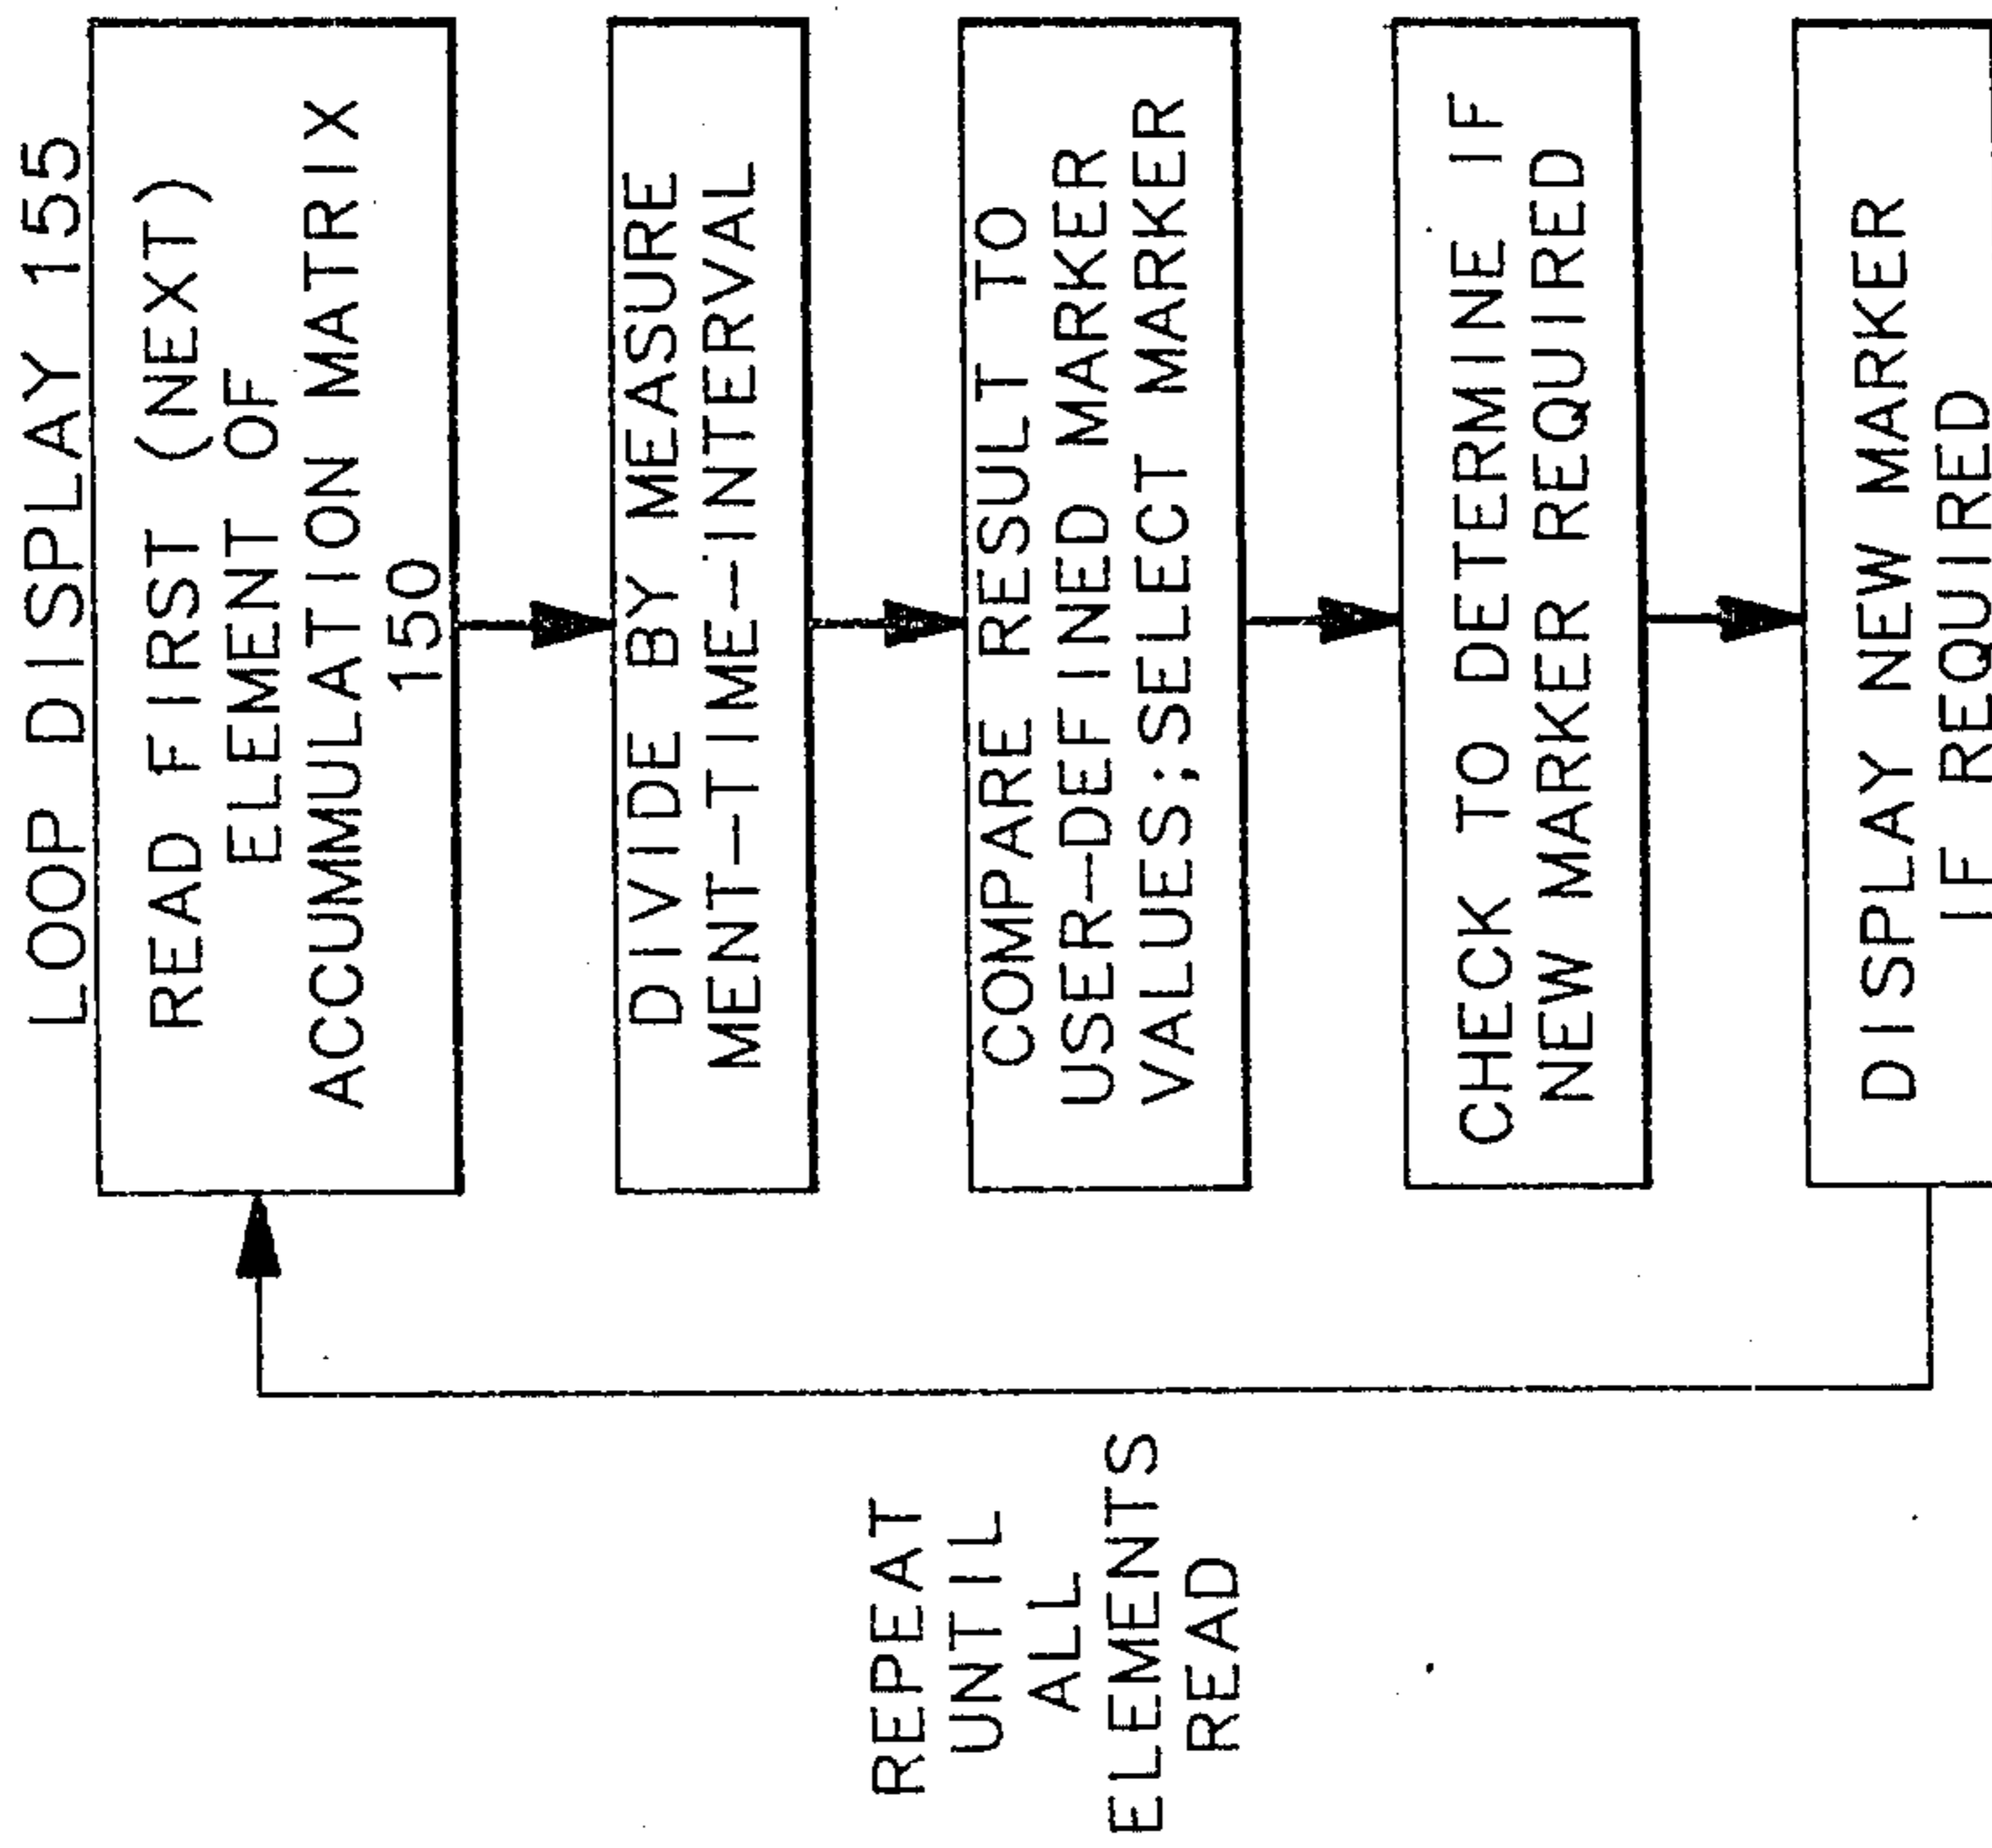 LOOP DISPLAY 155
READ FIRST (NEXT)
ELEMENT OF
ACCUMMULATION MATRIX
150
DIVIDE BY MEASURE
MENT-TIME-INTERVAL
COMPARE RESULT TO
USER-DEFINED MARKER
VALUES;SELECT MARKER
CHECK TO DETERMINE IF
NEW MARKER REQUIRED
DISPLAY NEW MARKER
IF REQUIRED
REPEAT
UNTIL
ALL
ELEMENTS
READ